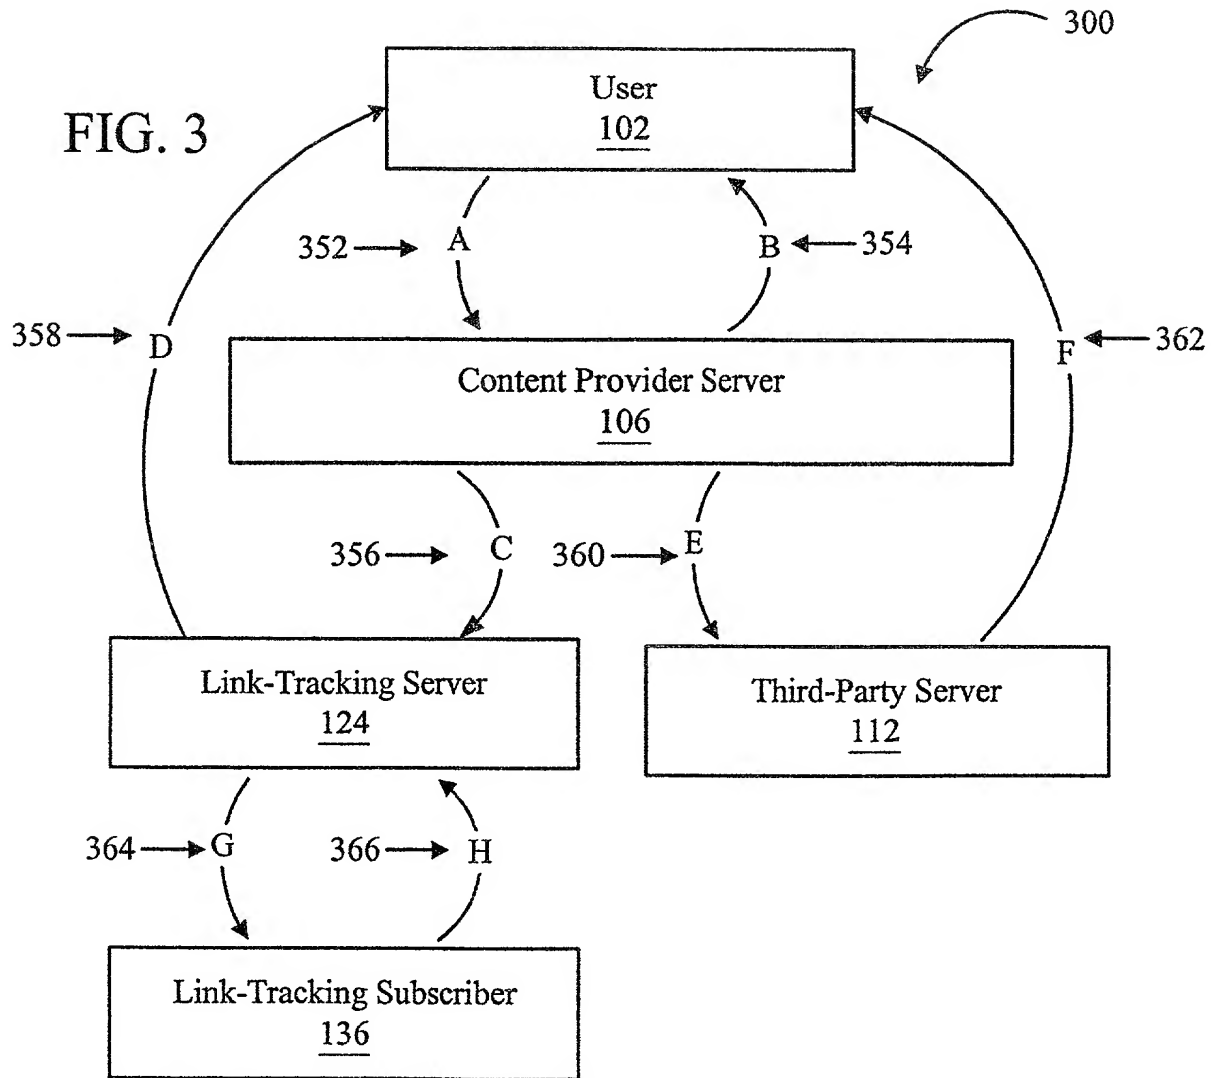 300
FIG. 3
User
102
352
A
B
354
358
D
F
362
Content Provider Server
106
356
C
360
E
Link-Tracking Server
124
Third-Party Server
112
364
G
366
H
Link-Tracking Subscriber
136